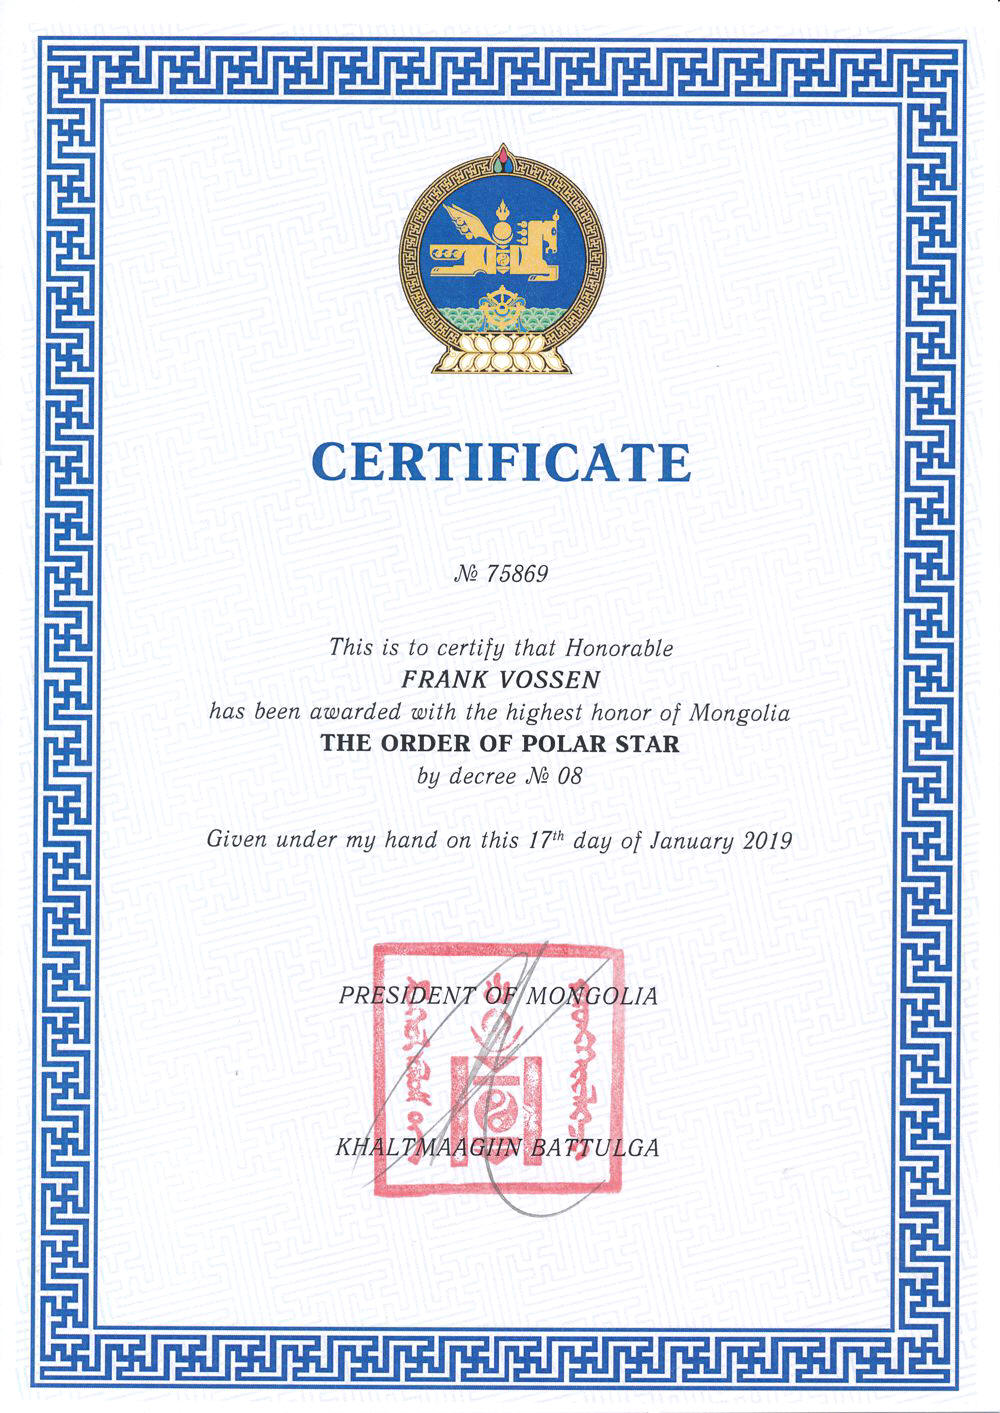 CERTIFICATE
№ 75869
This is to certify that Honorable
FRANK VOSSEN
has been awarded with the highest honor of Mongolia
THE ORDER OF POLAR STAR
by decree № 08
Given under my hand on this 17th day of January 2019
PRESIDENT OF MONGOLIA
KHALTMAAGIIN BATTULGA